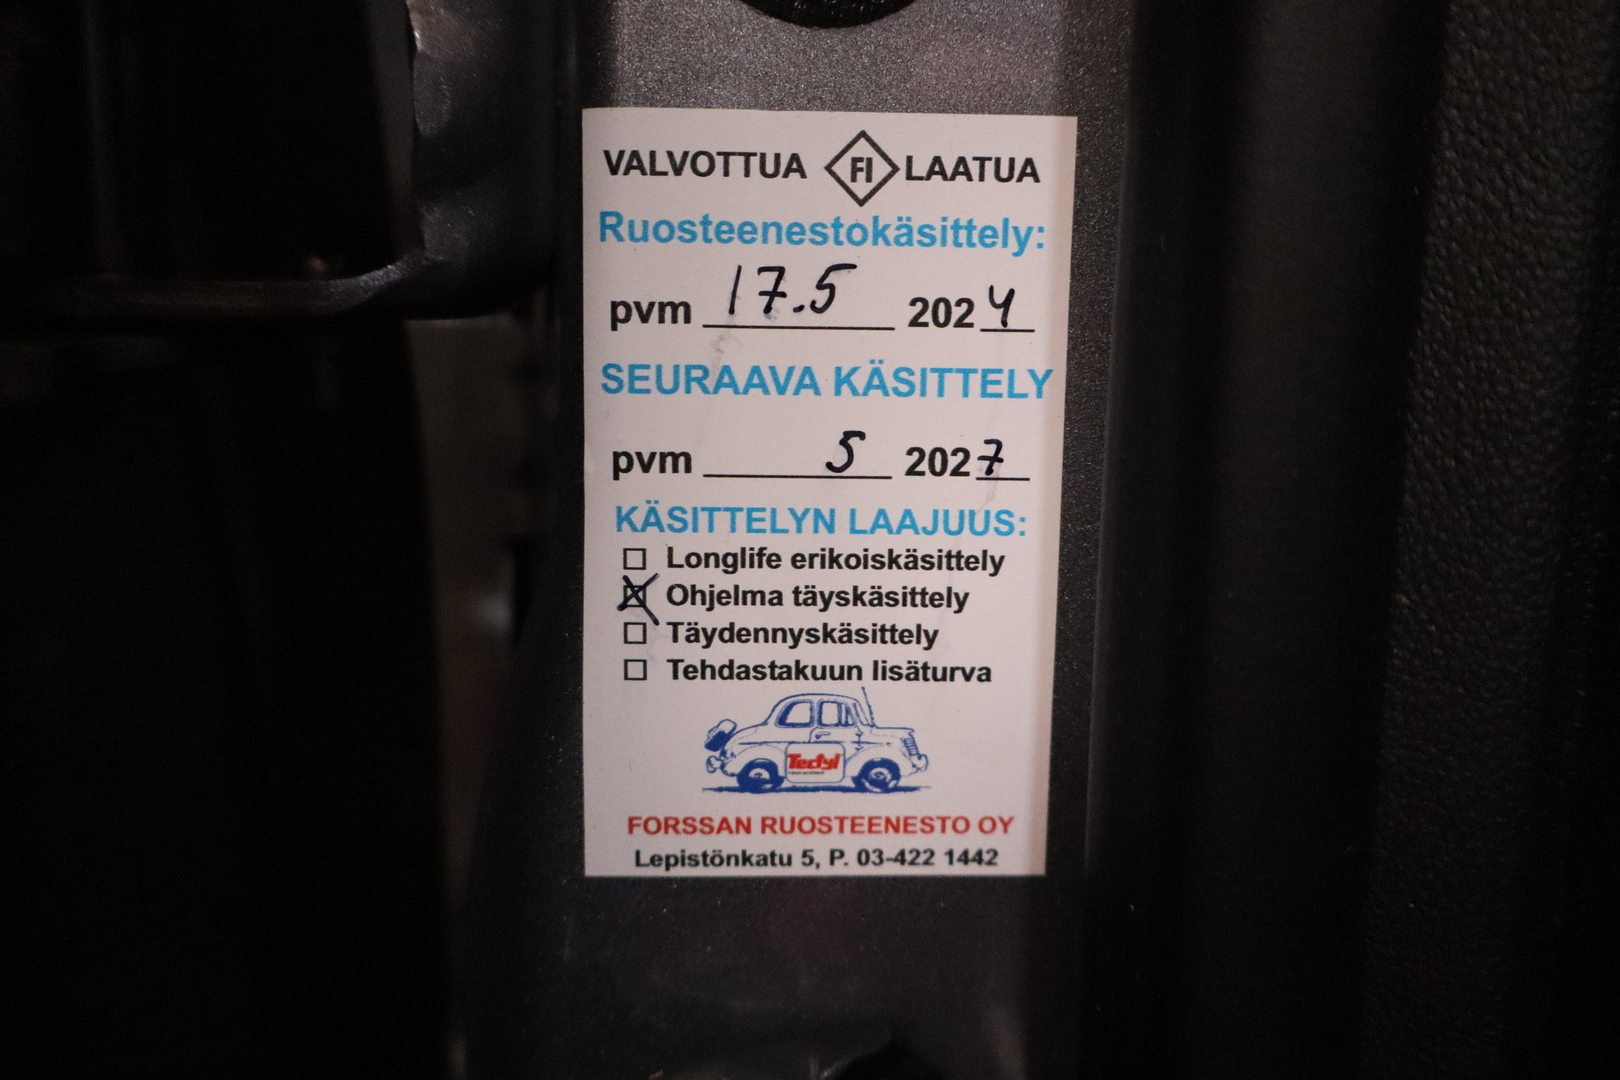 VALVOTTUA FI LAATUA
Ruosteenestokäsittely:
pvm 17.5 2024
SEURAAVA KÄSITTELY
pvm 5 2027
KÄSITTELYN LAAJUUS:
Longlife erikoiskäsittely
Ohjelma täyskäsittely
Täydennyskäsittely
Tehdastakuun lisäturva
Tectyl
FORSSAN RUOSTEENESTO OY
Lepistönkatu 5, P. 03-422 1442